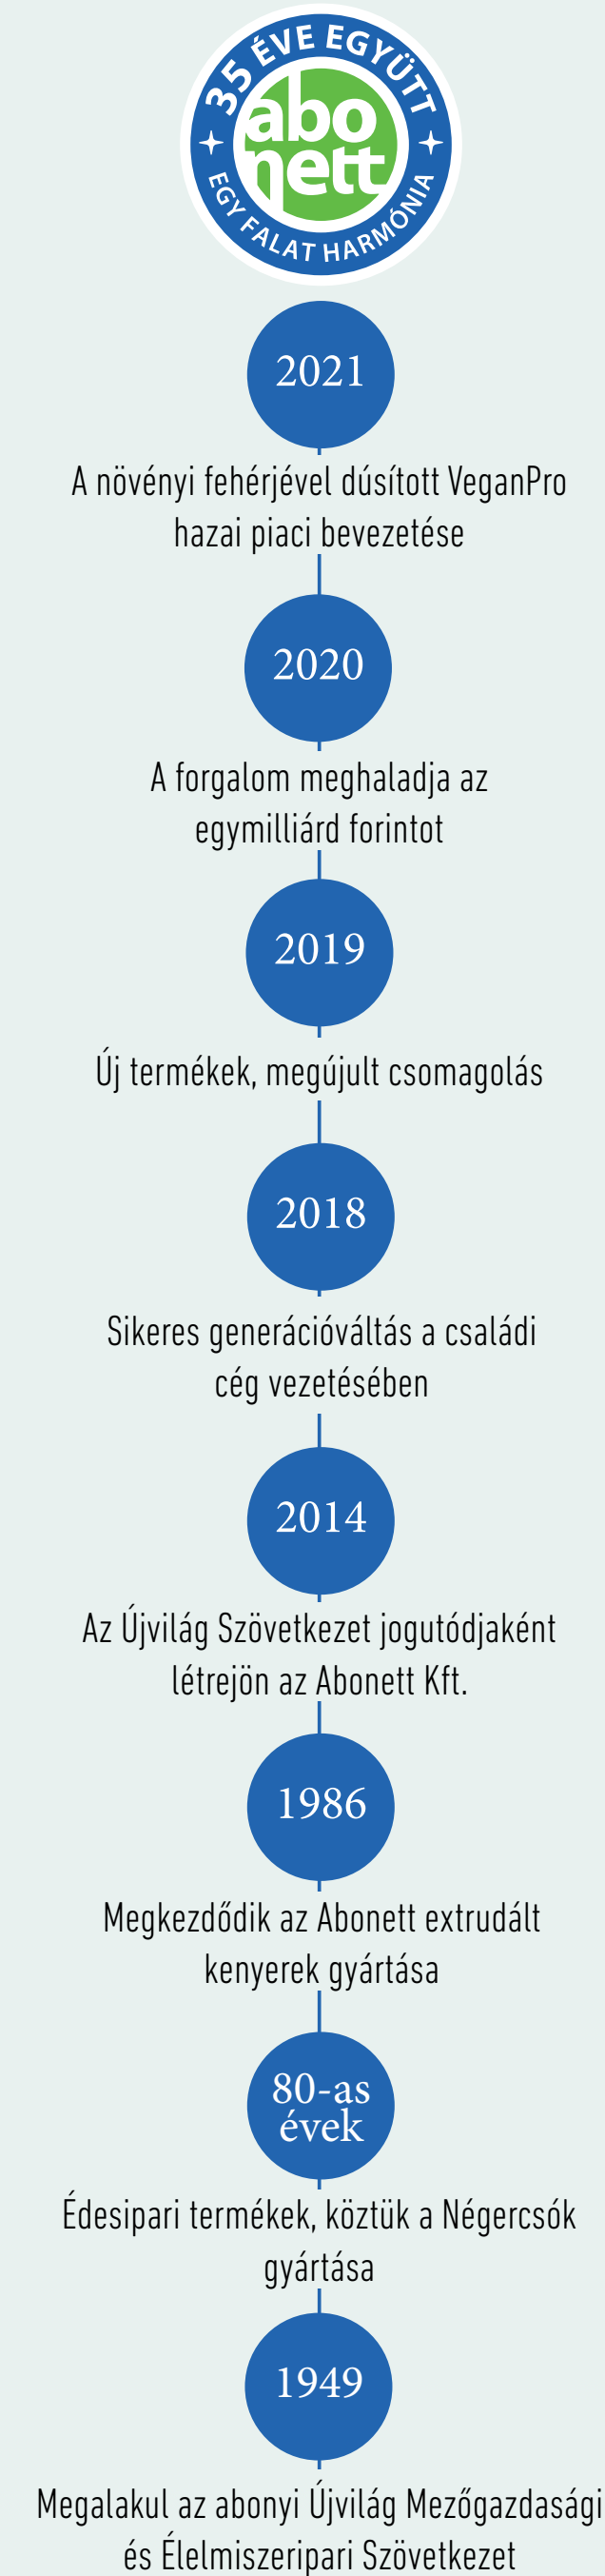 35 ÉVE EGYÜTT
abo
nett
EGY FALAT HARMÓNIA
2021
A növényi fehérjével dúsított VeganPro
hazai piaci bevezetése
2020
A forgalom meghaladja az
egymilliárd forintot
2019
Új termékek, megújult csomagolás
2018
Sikeres generációváltás a családi
cég vezetésében
2014
Az Újvilág Szövetkezet jogutódjaként
létrejön az Abonett Kft.
1986
Megkezdődik az Abonett extrudált
kenyerek gyártása
80-as
évek
Édesipari termékek, köztük a Négercsók
gyártása
1949
Megalakul az abonyi Újvilág Mezőgazdasági
és Élelmiszeripari Szövetkezet